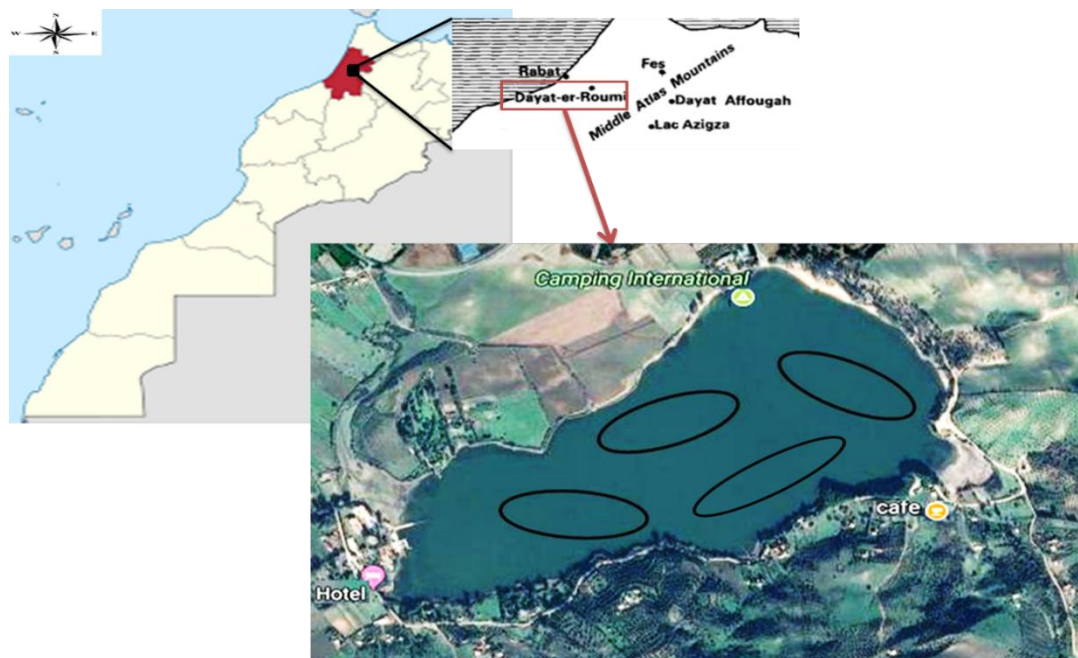 N
W E
S
Rabat
Fes
Dayat-er-Roumi
Middle Atlas Mountains
Dayat Affougah
Lac Azigza
Camping International
cafe
Hotel